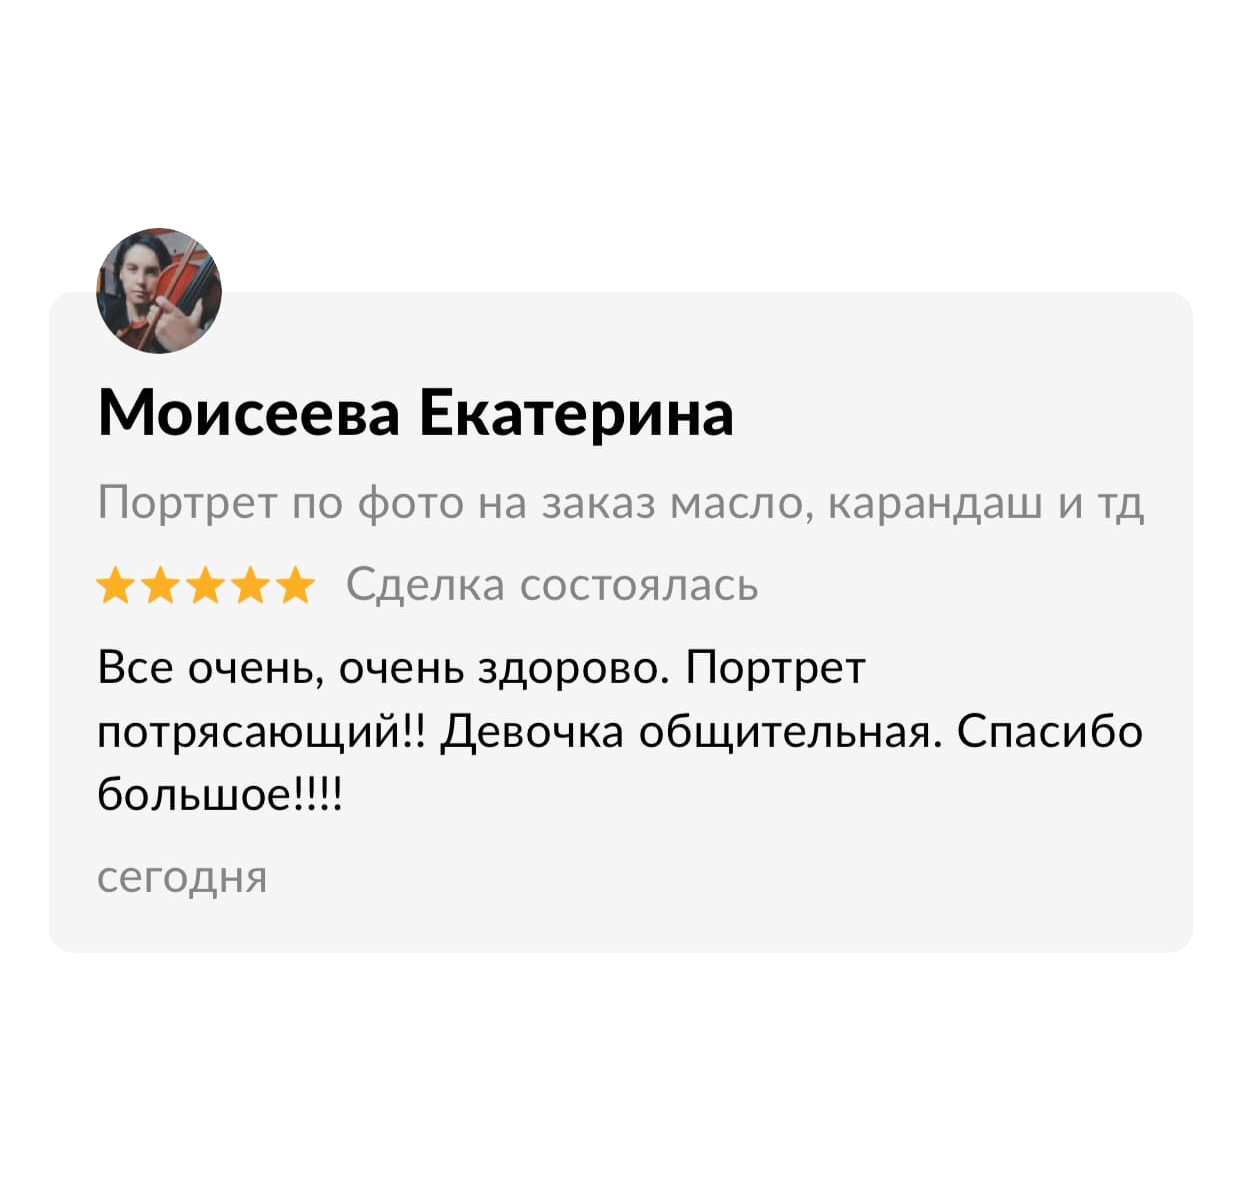 Моисеева Екатерина
Портрет по фото на заказ масло, карандаш и тд
Сделка состоялась
Все очень, очень здорово. Портрет
потрясающий!! Девочка общительная. Спасибо
большое!!!!
сегодня